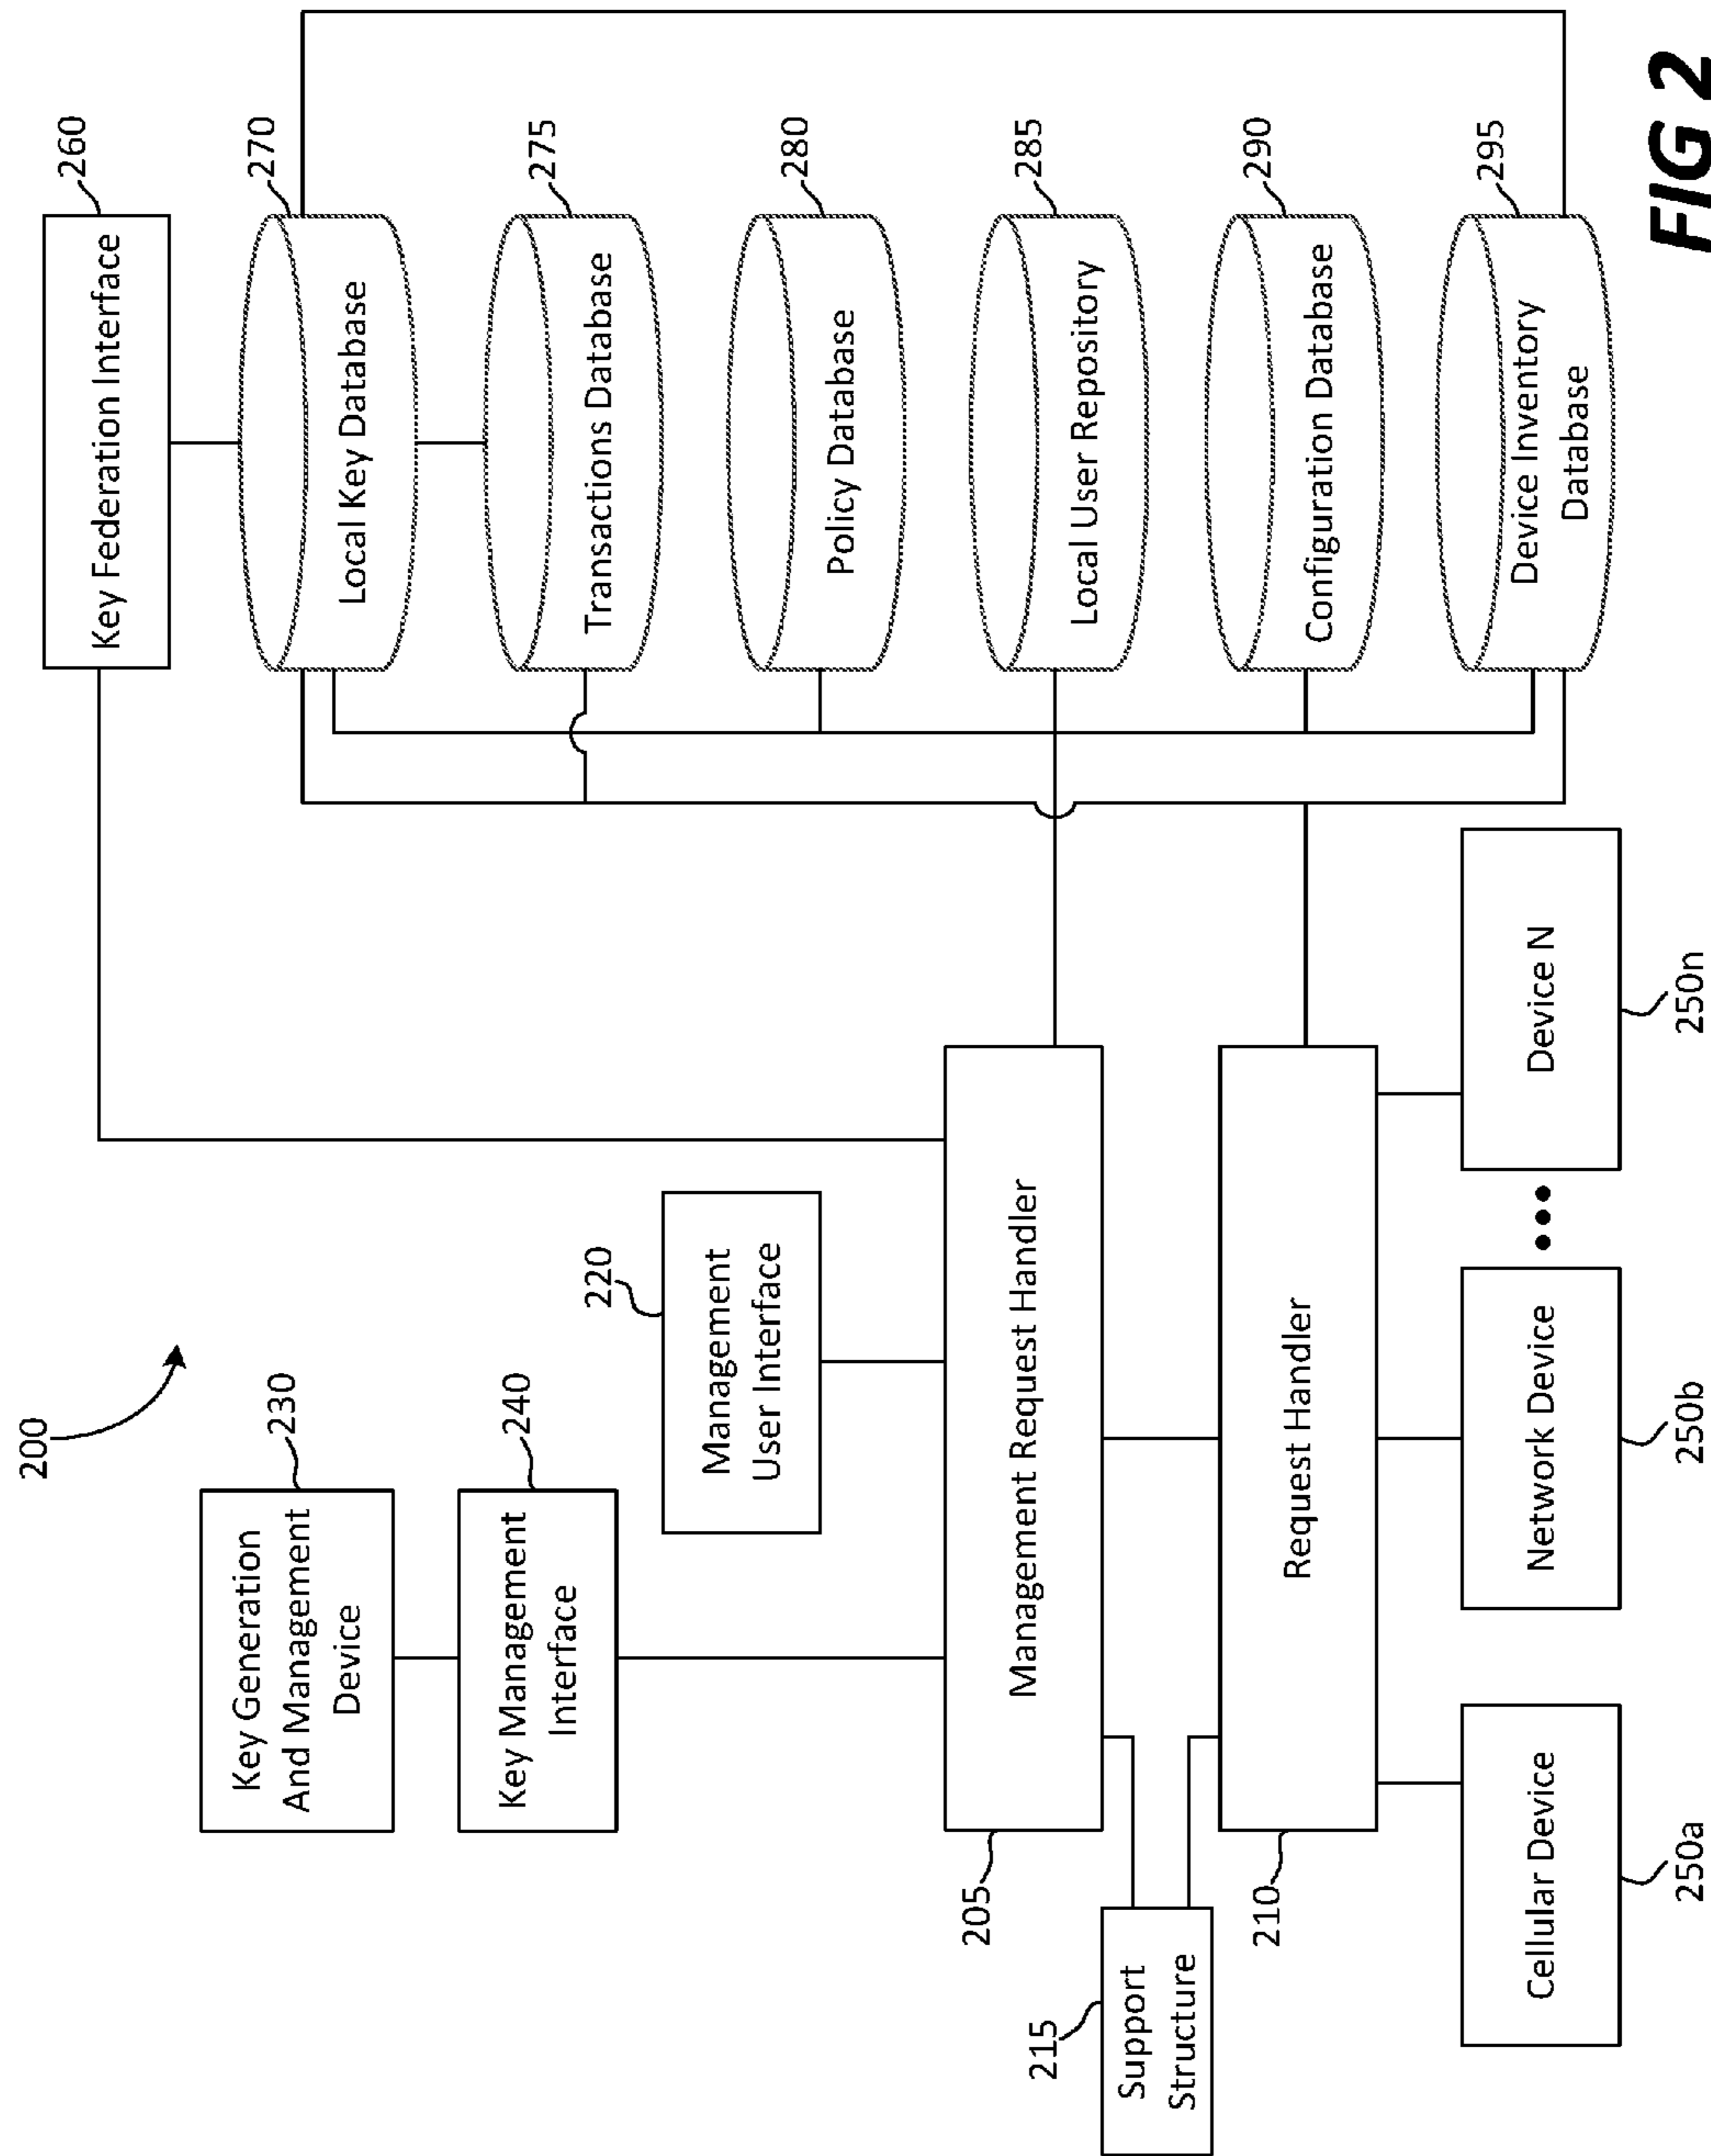 200
Key Generation
And Management
Device
230
Key Management
Interface
240
Management
User Interface
220
Key Federation Interface
260
Local Key Database
270
Transactions Database
275
Policy Database
280
Local User Repository
285
Configuration Database
290
Device Inventory
Database
295
Management Request Handler
205
Support
Structure
215
Request Handler
210
Cellular Device
250a
Network Device
250b
Device N
250n
FIG 2